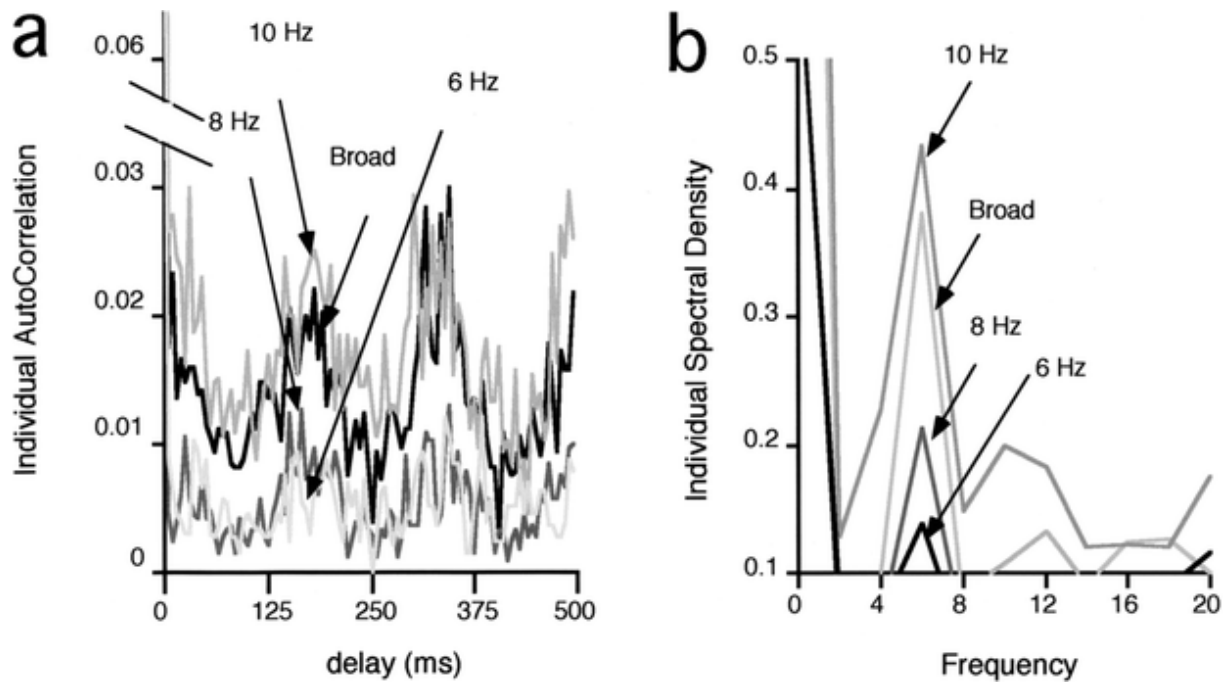 a
10 Hz
0.06
6 Hz
8 Hz
Broad
0.03
0.02
0.01
0
0
125
250
375
500
Individual AutoCorrelation
delay (ms)
b
0.5
10 Hz
0.4
Broad
0.3
8 Hz
6 Hz
0.2
0.1
0
4
8
12
16
20
Individual Spectral Density
Frequency